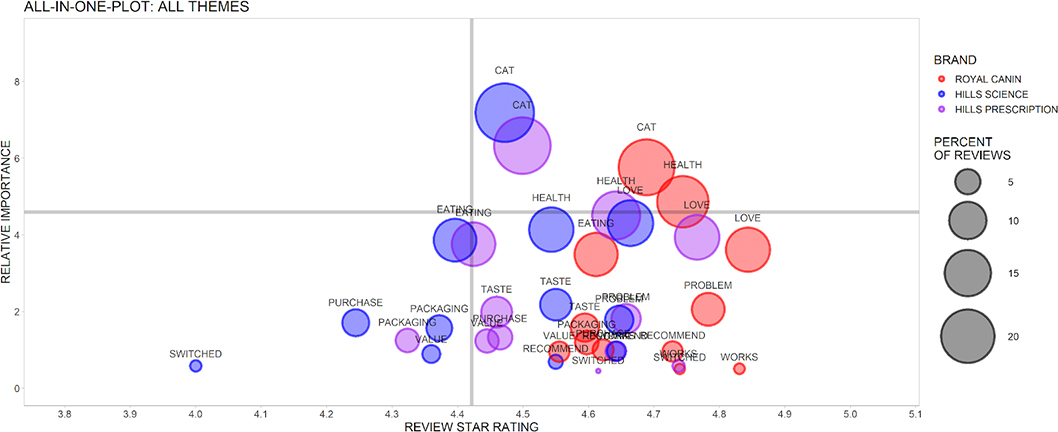 ALL-IN-ONE-PLOT: ALL THEMES
CAT
CAT
CAT
HEALTH
HEALTH
LOVE
HEALTH
LOVE
LOVE
EATING
EATING
EATING
TASTE
TASTE
TASTE
PROBLEM
PROBLEM
PROBLEM
PURCHASE
PACKAGING
PACKAGING
VALUE
VALUE
PURCHASE
PACKAGING
VALUE
RECOMMEND
RECOMMEND
SWITCHED
SWITCHED
WORKS
SWITCHED
WORKS
8
6
4
2
0
RELATIVE IMPORTANCE
3.8 3.9 4.0 4.1 4.2 4.3 4.4 4.5 4.6 4.7 4.8 4.9 5.0 5.1
REVIEW STAR RATING
BRAND
ROYAL CANIN
HILLS SCIENCE
HILLS PRESCRIPTION
PERCENT
OF REVIEWS
5
10
15
20